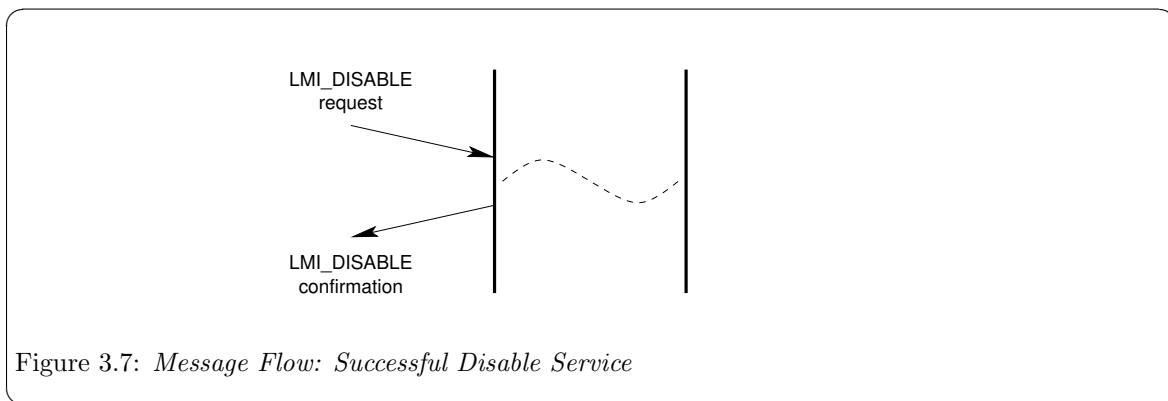 LMI_DISABLE
request
LMI_DISABLE
confirmation
Figure 3.7: Message Flow: Successful Disable Service